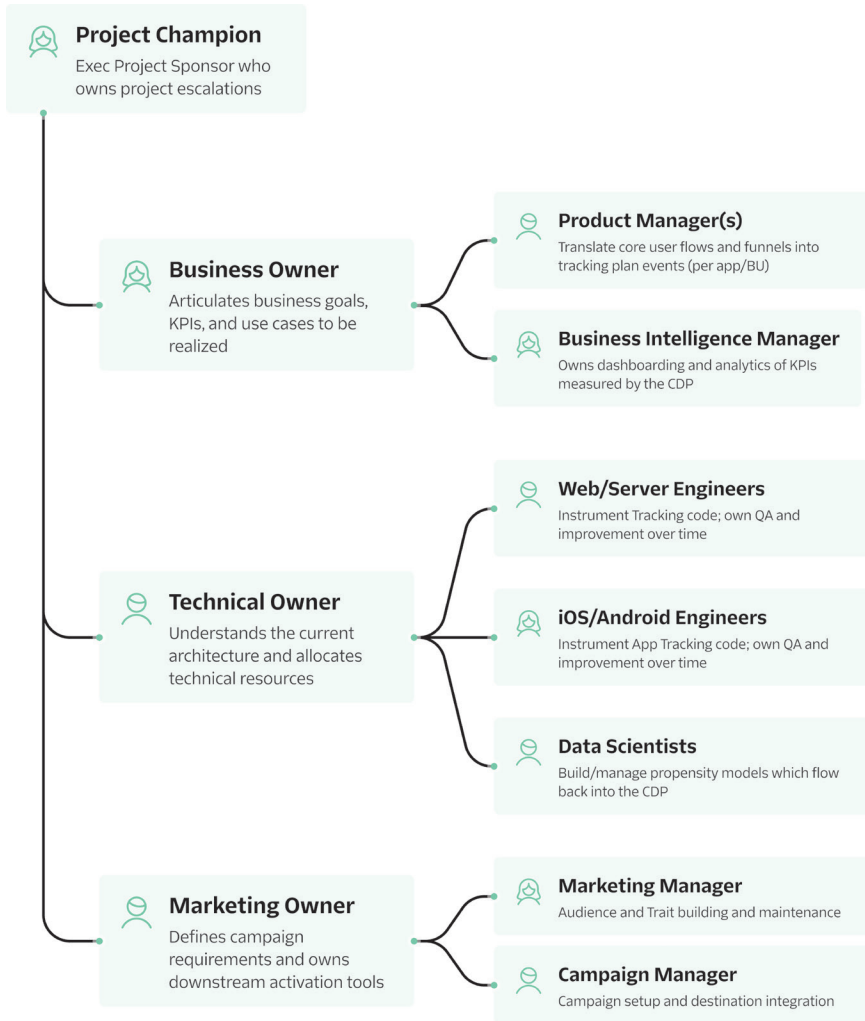 Project Champion
Exec Project Sponsor who
owns project escalations
Business Owner
Articulates business goals,
KPIs, and use cases to be
realized
Product Manager(s)
Translate core user flows and funnels into
tracking plan events (per app/BU)
Business Intelligence Manager
Owns dashboarding and analytics of KPIs
measured by the CDP
Technical Owner
Understands the current
architecture and allocates
technical resources
Web/Server Engineers
Instrument Tracking code; own QA and
improvement over time
iOS/Android Engineers
Instrument App Tracking code; own QA and
improvement over time
Data Scientists
Build/manage propensity models which flow
back into the CDP
Marketing Owner
Defines campaign
requirements and owns
downstream activation tools
Marketing Manager
Audience and Trait building and maintenance
Campaign Manager
Campaign setup and destination integration